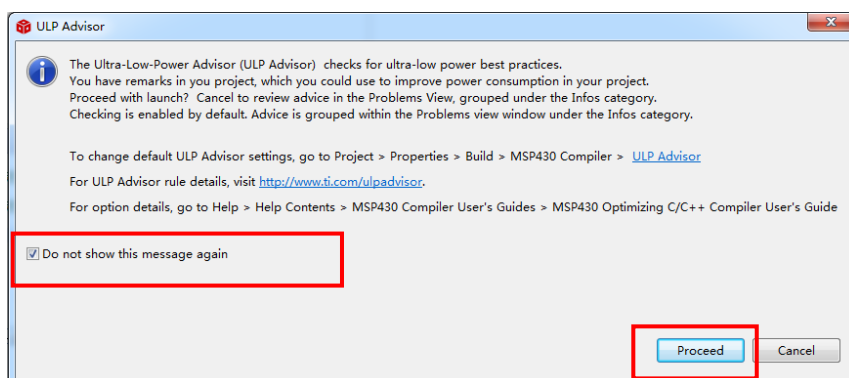 ULP Advisor
The Ultra-Low-Power Advisor (ULP Advisor) checks for ultra-low power best practices.
You have remarks in you project, which you could use to improve power consumption in your project.
Proceed with launch? Cancel to review advice in the Problems View, grouped under the Infos category.
Checking is enabled by default. Advice is grouped within the Problems view window under the Infos category.
To change default ULP Advisor settings, go to Project > Properties > Build > MSP430 Compiler > ULP Advisor
For ULP Advisor rule details, visit http://www.ti.com/ulpadvisor.
For option details, go to Help > Help Contents > MSP430 Compiler User's Guides > MSP430 Optimizing C/C++ Compiler User's Guide
Do not show this message again
Proceed Cancel